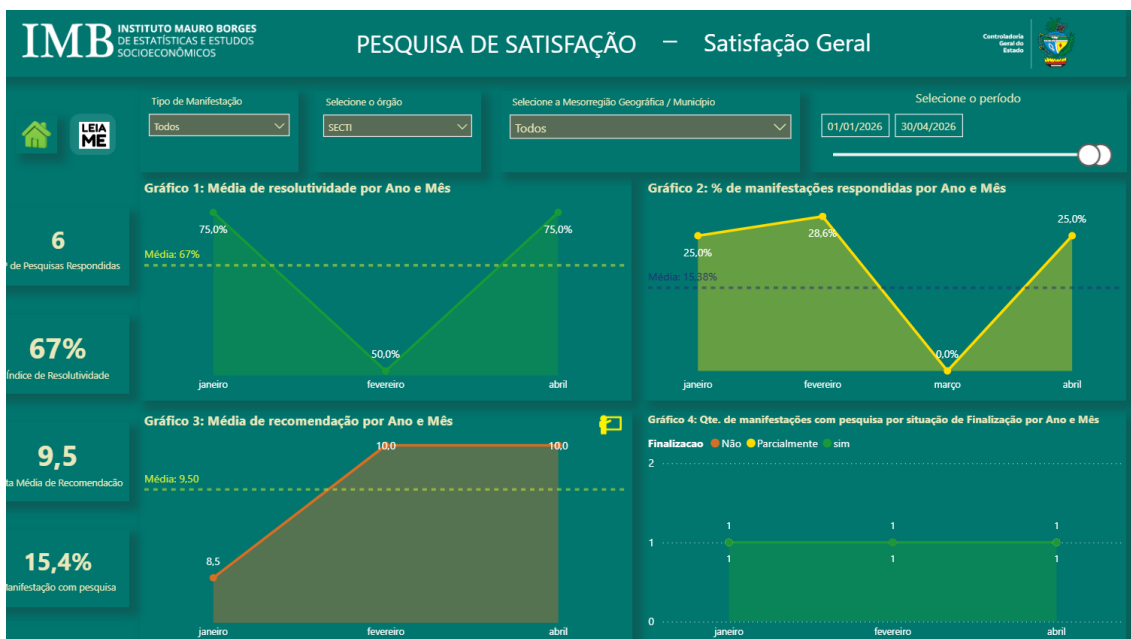 IMB INSTITUTO MAURO BORGES
DE ESTATÍSTICAS E ESTUDOS
SOCIOECONÔMICOS
PESQUISA DE SATISFAÇÃO – Satisfação Geral
Controladoria
Geral do
Estado
LEIA
ME
Tipo de Manifestação
Todos
Selecione o órgão
SECTI
Selecione a Mesorregião Geográfica / Município
Todos
Selecione o período
01/01/2026 30/04/2026
6
de Pesquisas Respondidas
67%
Índice de Resolutividade
9,5
ta Média de Recomendacão
15,4%
anifestação com pesquisa
Gráfico 1: Média de resolutividade por Ano e Mês
75,0%
75,0%
Média: 67%
50,0%
janeiro fevereiro abril
Gráfico 2: % de manifestações respondidas por Ano e Mês
25,0%
28,6%
25,0%
Média: 15,38%
0,0%
janeiro fevereiro março abril
Gráfico 3: Média de recomendação por Ano e Mês
10,0 10,0
Média: 9,50
8,5
janeiro fevereiro abril
Gráfico 4: Qte. de manifestações com pesquisa por situação de Finalização por Ano e Mês
Finalizacao Não Parcialmente sim
2
1 1 1
1
1 1 1
0
janeiro fevereiro abril